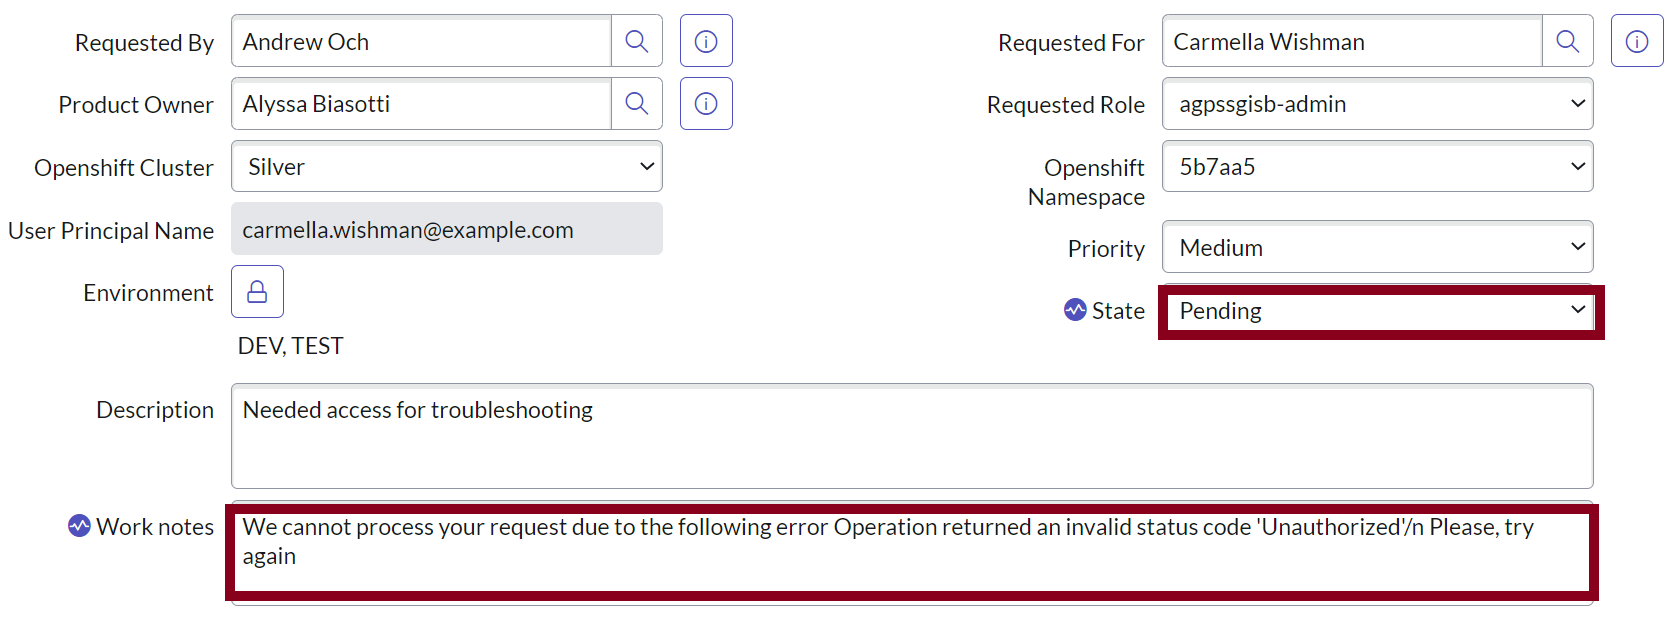 Requested By Andrew Och
Requested For Carmella Wishman
Product Owner Alyssa Biasotti
Requested Role agpssgisb-admin
Openshift Cluster Silver
Openshift Namespace 5b7aa5
User Principal Name carmella.wishman@example.com
Priority Medium
Environment
DEV, TEST
State Pending
Description Needed access for troubleshooting
Work notes We cannot process your request due to the following error Operation returned an invalid status code 'Unauthorized'/n Please, try
again